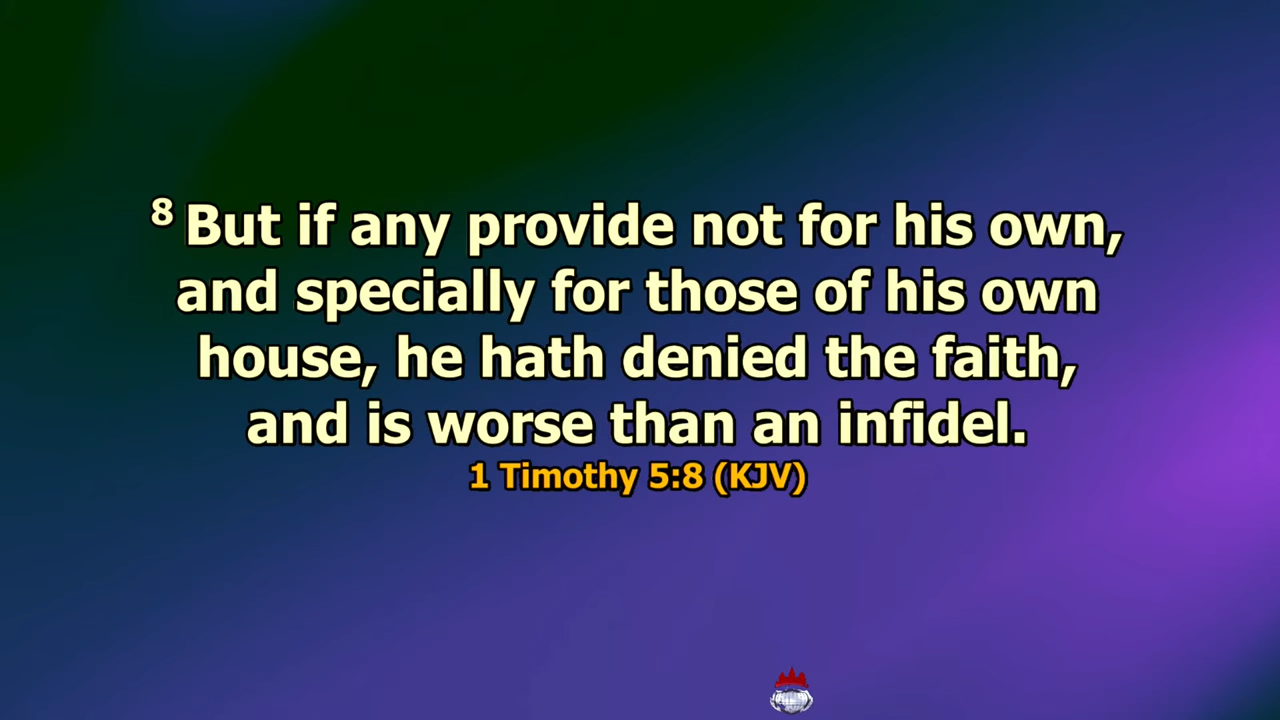 8 But if any provide not for his own,
and specially for those of his own
house, he hath denied the faith,
and is worse than an infidel.
1 Timothy 5:8 (KJV)